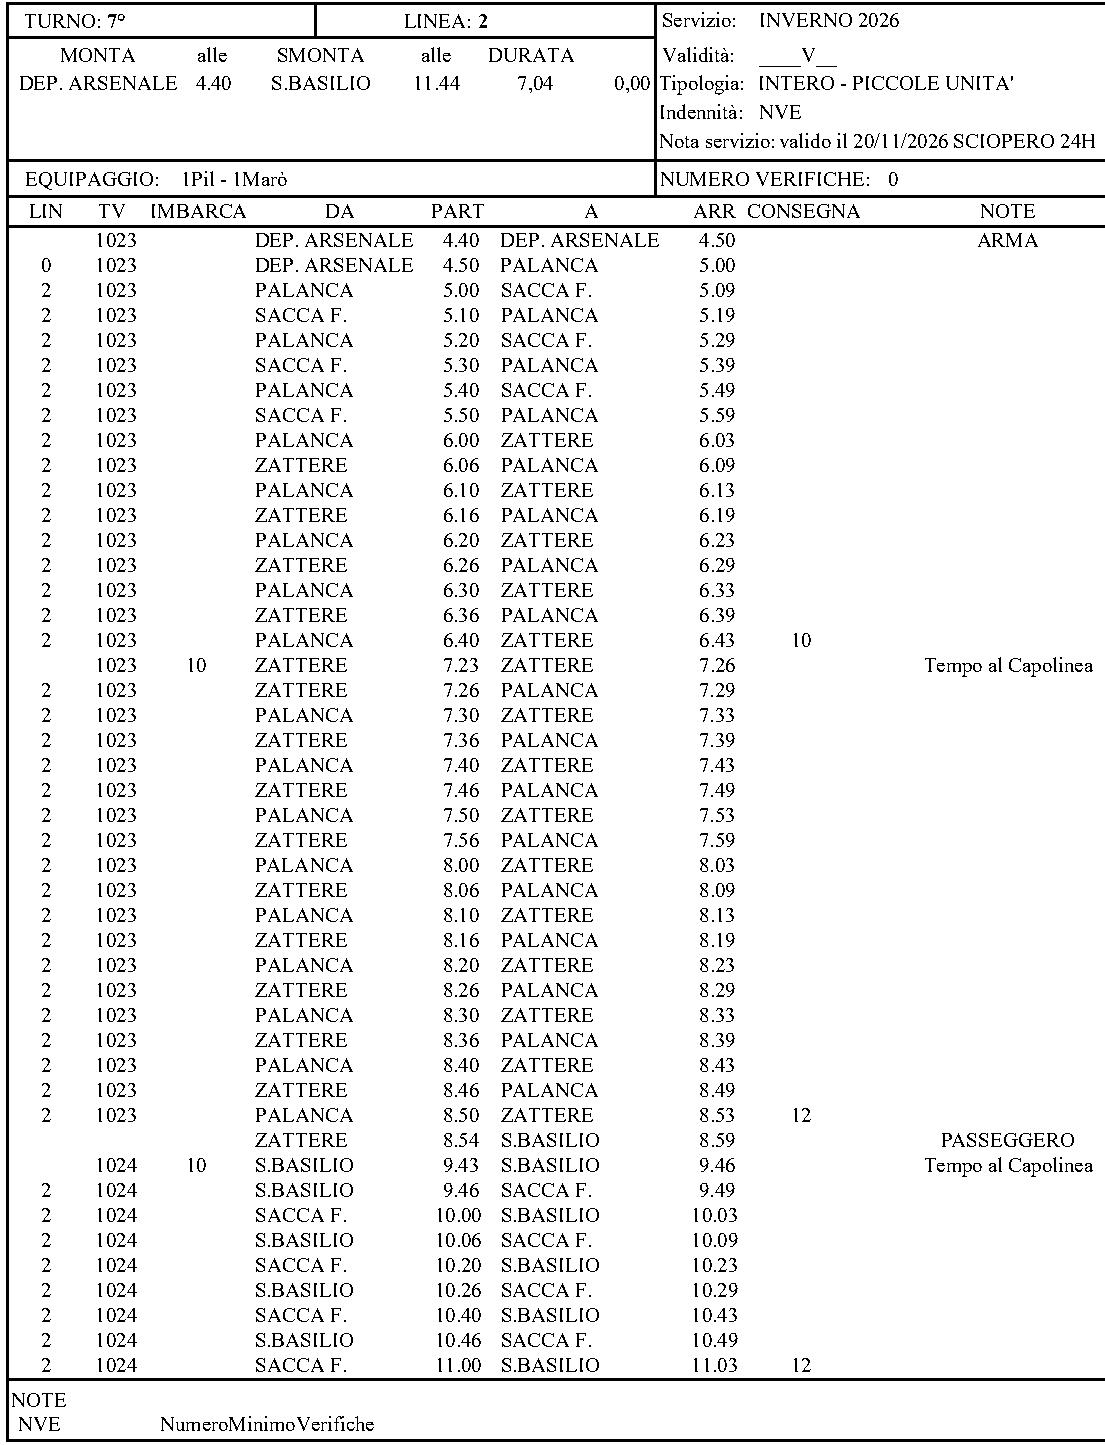 TURNO: 7° LINEA: 2 Servizio: INVERNO 2026
MONTA alle SMONTA alle DURATA Validità: ____V__
DEP. ARSENALE 4.40 S.BASILIO 11.44 7,04 0,00 Tipologia: INTERO - PICCOLE UNITA'
Indennità: NVE
Nota servizio: valido il 20/11/2026 SCIOPERO 24H
EQUIPAGGIO: 1Pil - 1Marò NUMERO VERIFICHE: 0
LIN TV IMBARCA DA PART A ARR CONSEGNA NOTE
1023 DEP. ARSENALE 4.40 DEP. ARSENALE 4.50 ARMA
0 1023 DEP. ARSENALE 4.50 PALANCA 5.00
2 1023 PALANCA 5.00 SACCA F. 5.09
2 1023 SACCA F. 5.10 PALANCA 5.19
2 1023 PALANCA 5.20 SACCA F. 5.29
2 1023 SACCA F. 5.30 PALANCA 5.39
2 1023 PALANCA 5.40 SACCA F. 5.49
2 1023 SACCA F. 5.50 PALANCA 5.59
2 1023 PALANCA 6.00 ZATTERE 6.03
2 1023 ZATTERE 6.06 PALANCA 6.09
2 1023 PALANCA 6.10 ZATTERE 6.13
2 1023 ZATTERE 6.16 PALANCA 6.19
2 1023 PALANCA 6.20 ZATTERE 6.23
2 1023 ZATTERE 6.26 PALANCA 6.29
2 1023 PALANCA 6.30 ZATTERE 6.33
2 1023 ZATTERE 6.36 PALANCA 6.39
2 1023 PALANCA 6.40 ZATTERE 6.43 10
1023 10 ZATTERE 7.23 ZATTERE 7.26 Tempo al Capolinea
2 1023 ZATTERE 7.26 PALANCA 7.29
2 1023 PALANCA 7.30 ZATTERE 7.33
2 1023 ZATTERE 7.36 PALANCA 7.39
2 1023 PALANCA 7.40 ZATTERE 7.43
2 1023 ZATTERE 7.46 PALANCA 7.49
2 1023 PALANCA 7.50 ZATTERE 7.53
2 1023 ZATTERE 7.56 PALANCA 7.59
2 1023 PALANCA 8.00 ZATTERE 8.03
2 1023 ZATTERE 8.06 PALANCA 8.09
2 1023 PALANCA 8.10 ZATTERE 8.13
2 1023 ZATTERE 8.16 PALANCA 8.19
2 1023 PALANCA 8.20 ZATTERE 8.23
2 1023 ZATTERE 8.26 PALANCA 8.29
2 1023 PALANCA 8.30 ZATTERE 8.33
2 1023 ZATTERE 8.36 PALANCA 8.39
2 1023 PALANCA 8.40 ZATTERE 8.43
2 1023 ZATTERE 8.46 PALANCA 8.49
2 1023 PALANCA 8.50 ZATTERE 8.53 12
ZATTERE 8.54 S.BASILIO 8.59 PASSEGGERO
1024 10 S.BASILIO 9.43 S.BASILIO 9.46 Tempo al Capolinea
2 1024 S.BASILIO 9.46 SACCA F. 9.49
2 1024 SACCA F. 10.00 S.BASILIO 10.03
2 1024 S.BASILIO 10.06 SACCA F. 10.09
2 1024 SACCA F. 10.20 S.BASILIO 10.23
2 1024 S.BASILIO 10.26 SACCA F. 10.29
2 1024 SACCA F. 10.40 S.BASILIO 10.43
2 1024 S.BASILIO 10.46 SACCA F. 10.49
2 1024 SACCA F. 11.00 S.BASILIO 11.03 12
NOTE
NVE NumeroMinimoVerifiche